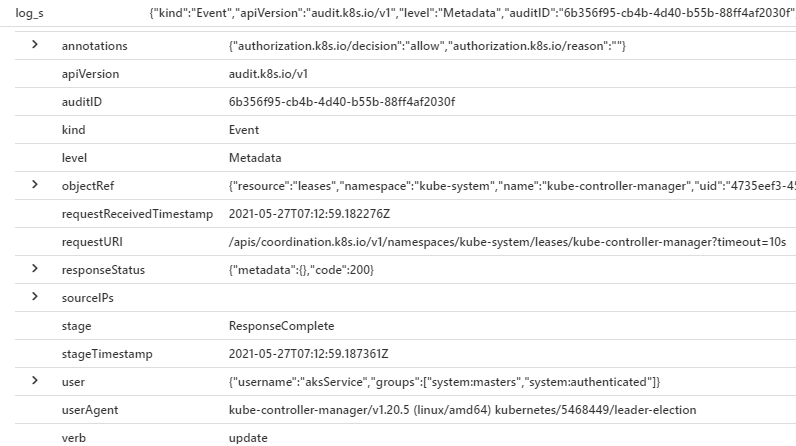 log_s {"kind":"Event","apiVersion":"audit.k8s.io/v1","level":"Metadata","auditID":"6b356f95-cb4b-4d40-b55b-88ff4af2030f"
annotations {"authorization.k8s.io/decision":"allow","authorization.k8s.io/reason":""}
apiVersion audit.k8s.io/v1
auditID 6b356f95-cb4b-4d40-b55b-88ff4af2030f
kind Event
level Metadata
objectRef {"resource":"leases","namespace":"kube-system","name":"kube-controller-manager","uid":"4735eef3-45
requestReceivedTimestamp 2021-05-27T07:12:59.182276Z
requestURI /apis/coordination.k8s.io/v1/namespaces/kube-system/leases/kube-controller-manager?timeout=10s
responseStatus {"metadata":{},"code":200}
sourceIPs
stage ResponseComplete
stageTimestamp 2021-05-27T07:12:59.187361Z
user {"username":"aksService","groups":["system:masters","system:authenticated"]}
userAgent kube-controller-manager/v1.20.5 (linux/amd64) kubernetes/5468449/leader-election
verb update